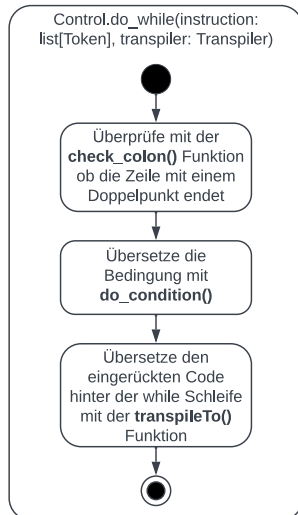 Control.do_while(instruction:
list[Token], transpiler: Transpiler)
Überprüfe mit der
check_colon() Funktion
ob die Zeile mit einem
Doppelpunkt endet
Übersetze die
Bedingung mit
do_condition()
Übersetze den
eingerückten Code
hinter der while Schleife
mit der transpileTo()
Funktion